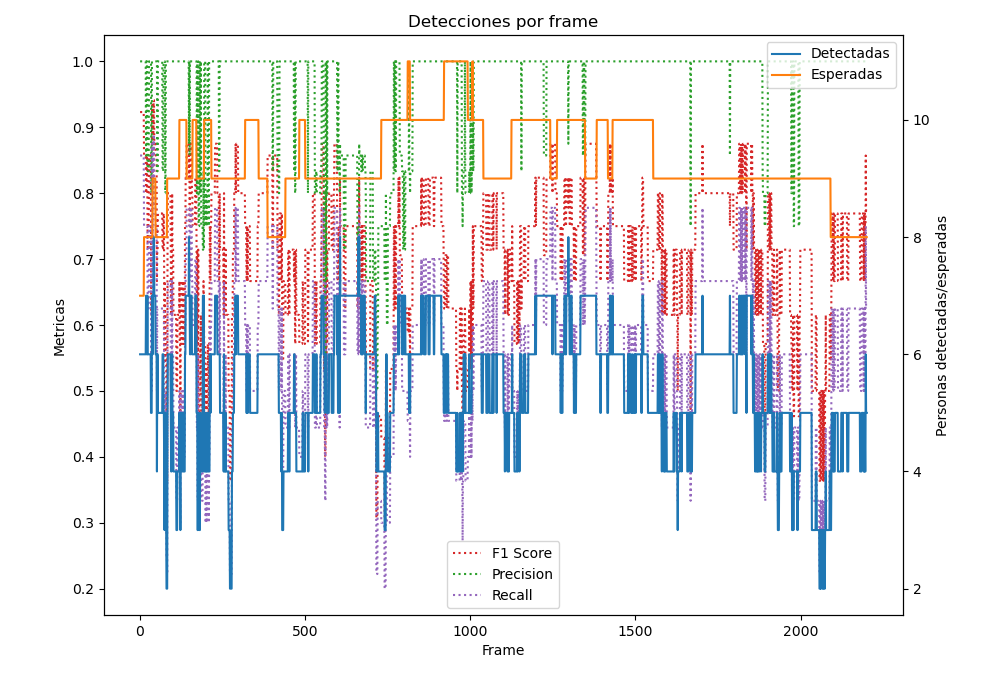 Detecciones por frame
Detectadas
Esperadas
1.0
0.9
0.8
0.7
0.6
0.5
0.4
0.3
0.2
Metricas
10
8
6
4
2
Personas detectadas/esperadas
F1 Score
Precision
Recall
0
500
1000
1500
2000
Frame